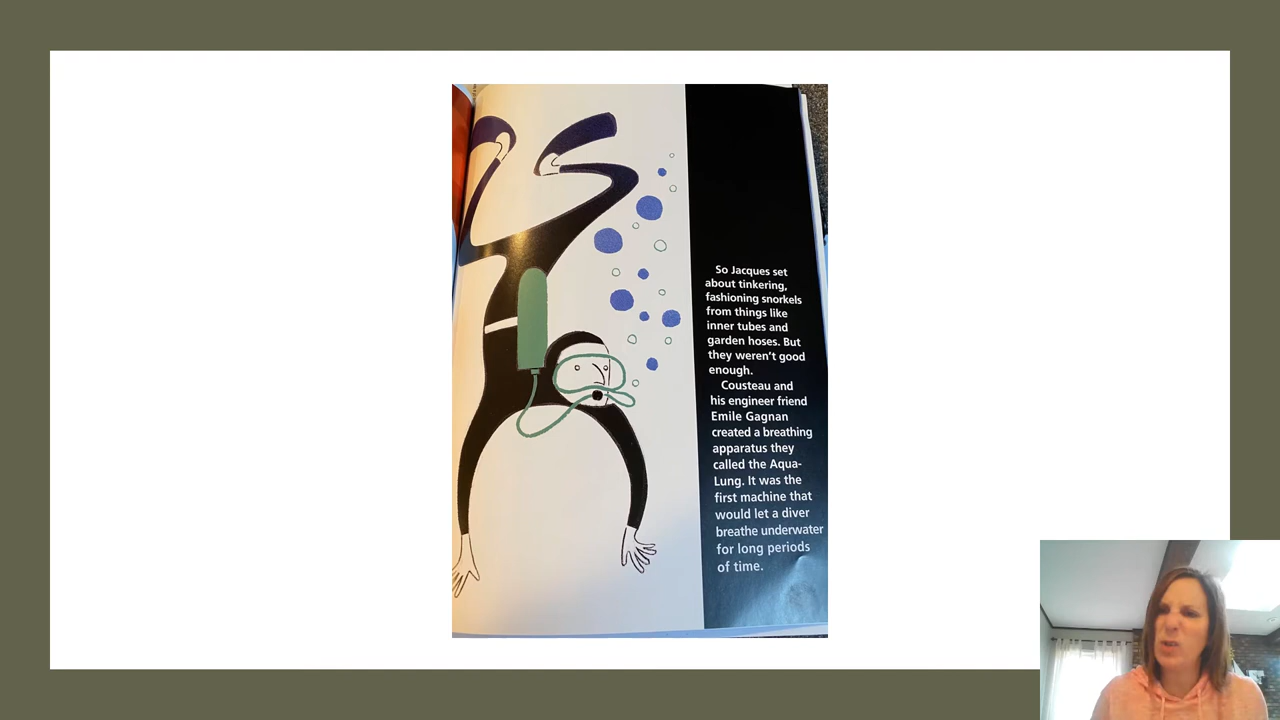 So Jacques set
about tinkering,
fashioning snorkels
from things like
inner tubes and
garden hoses. But
they weren't good
enough.
Cousteau and
his engineer friend
Emile Gagnan
created a breathing
apparatus they
called the Aqua-
Lung. It was the
first machine that
would let a diver
breathe underwater
for long periods
of time.